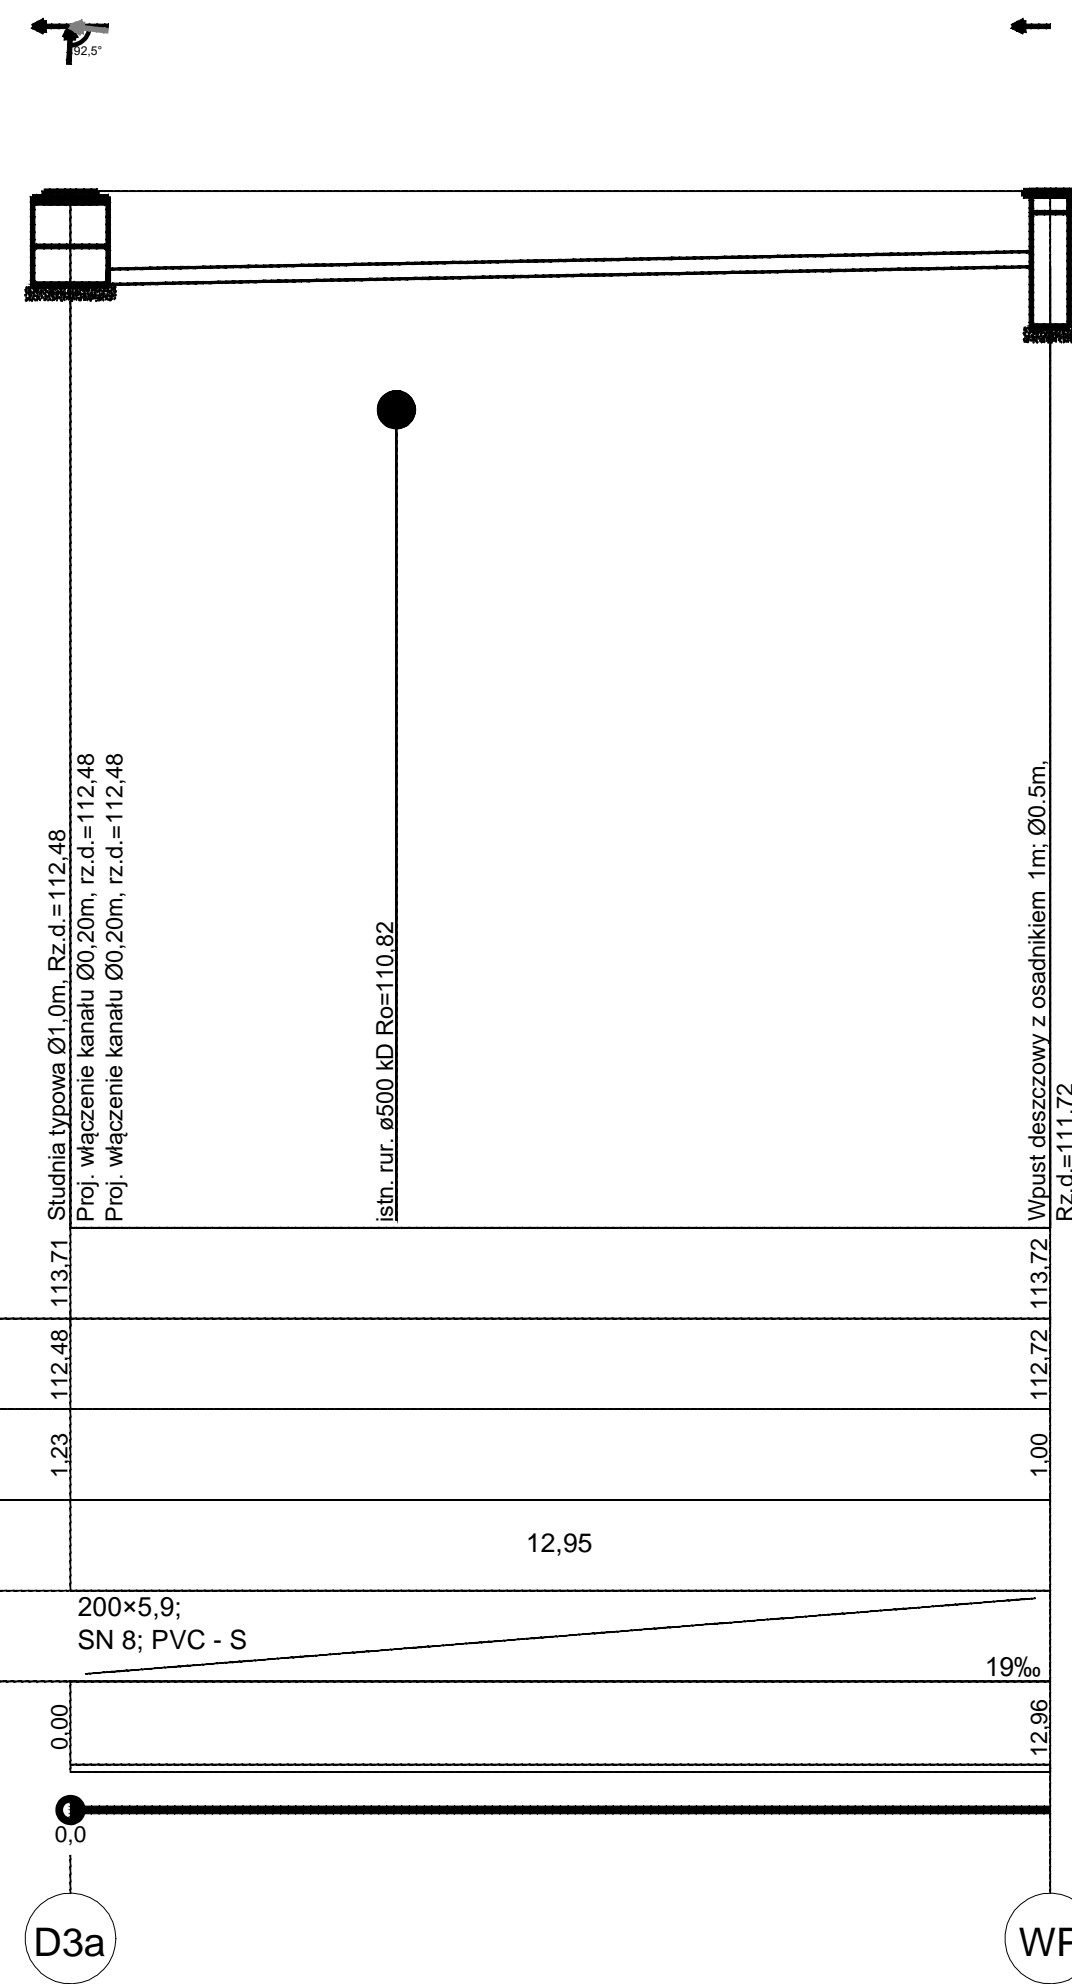 92,5°
Studnia typowa Ø1,0m, Rz.d.=112,48
Proj. włączenie kanału Ø0,20m, rz.d.=112,48
Proj. włączenie kanału Ø0,20m, rz.d.=112,48
istn. rur. ø500 kD Ro=110,82
Wpust deszczowy z osadnikiem 1m; Ø0.5m,
Rz.d.=111,72
113,71
113,72
112,48
112,72
1,23
1,00
12,95
200×5,9;
SN 8; PVC - S
19‰
0,00
12,96
0,0
D3a
WP